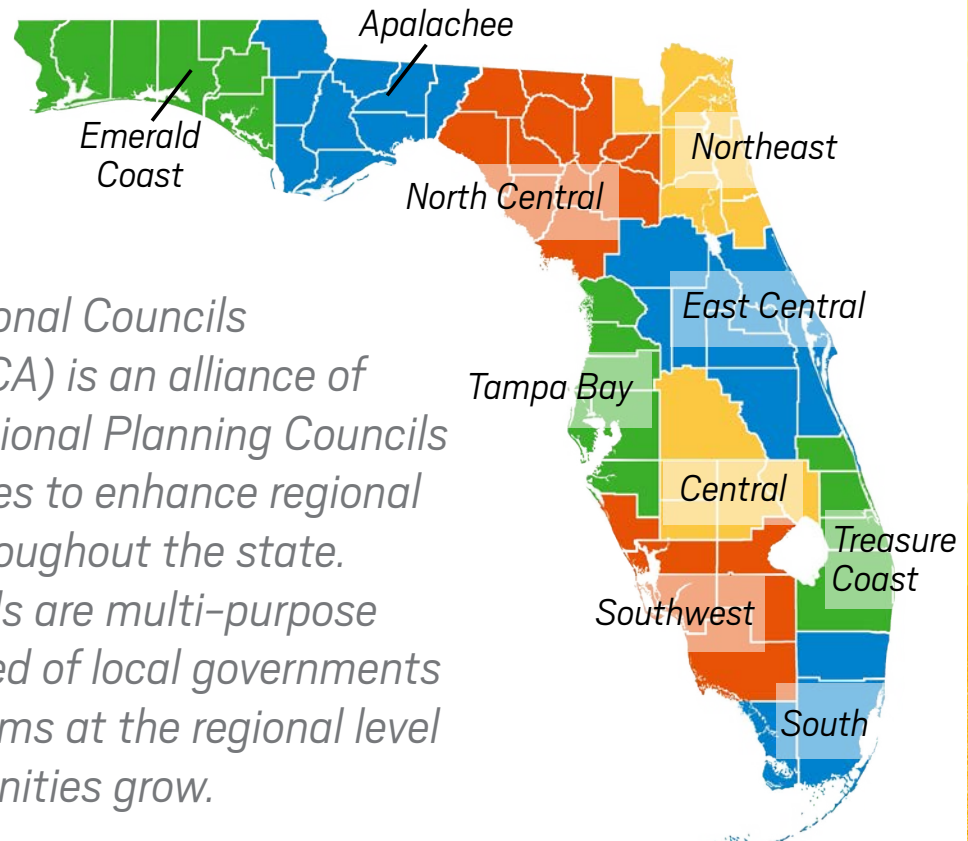 Apalachee
Emerald
Coast
Northeast
North Central
East Central
Tampa Bay
Central
Treasure
Coast
Southwest
South
onal Councils
CA) is an alliance of
ional Planning Councils
es to enhance regional
oughout the state.
ls are multi-purpose
ed of local governments
ms at the regional level
nities grow.